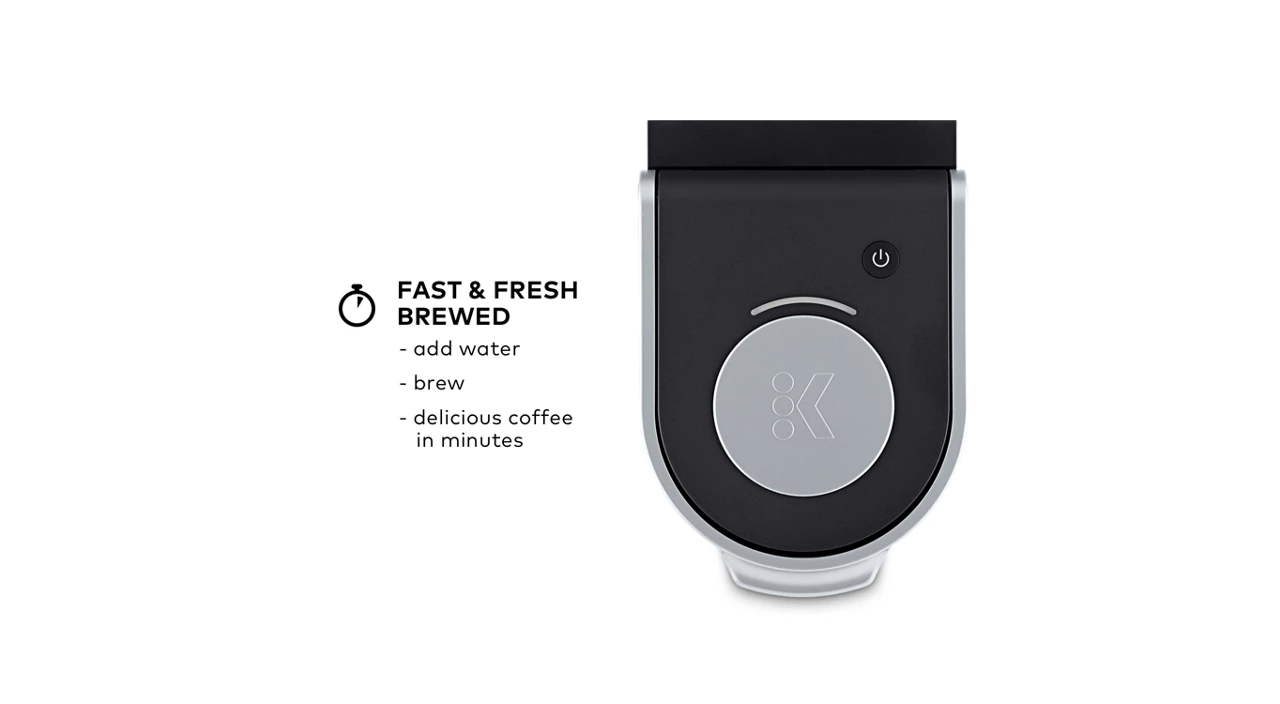 FAST & FRESH
BREWED
- add water
- brew
- delicious coffee
in minutes
K